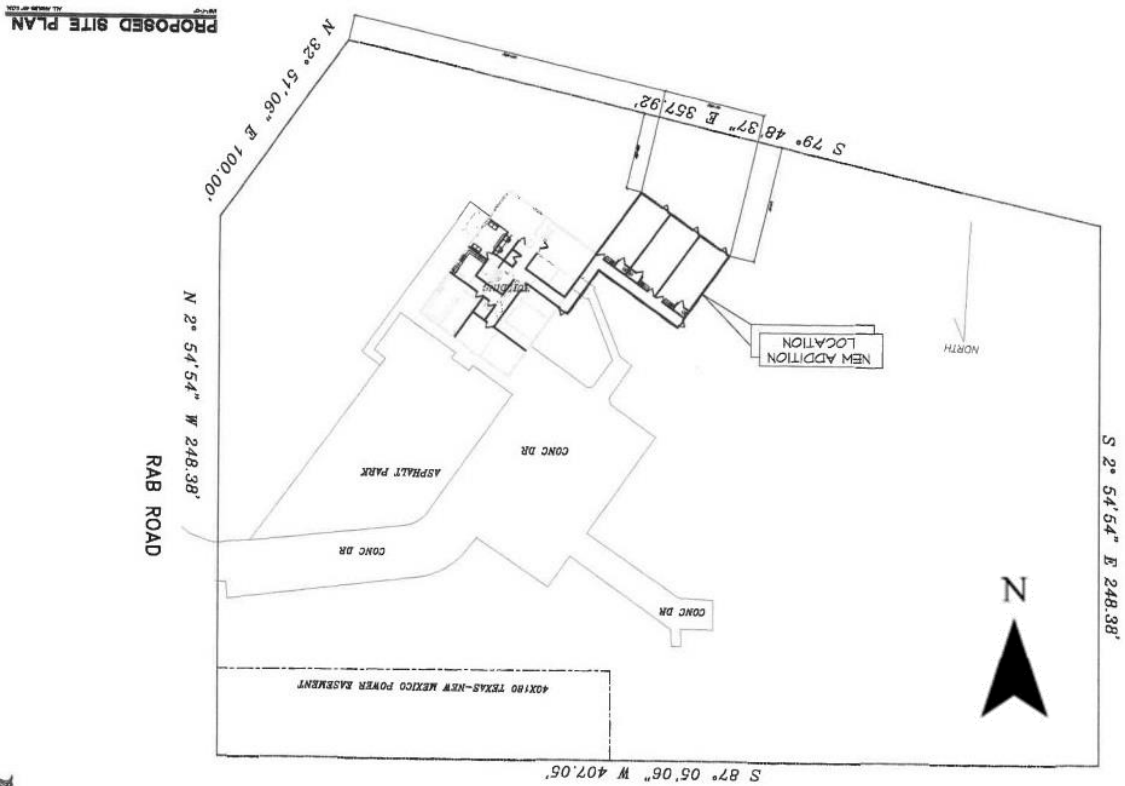 PROPOSED SITE PLAN
N 32° 51' 06" E 100.00'
S 79° 48' 37" E 357.92'
N 2° 54'54" W 248.38'
RAB ROAD
NEW ADDITION
LOCATION
NORTH
CONC DR
ASPHALT PARK
CONC DR
CONC DR
S 2° 54'54" E 248.38'
N
40X180 TEXAS-NEW MEXICO POWER EASEMENT
S 87° 05'06" W 407.05'